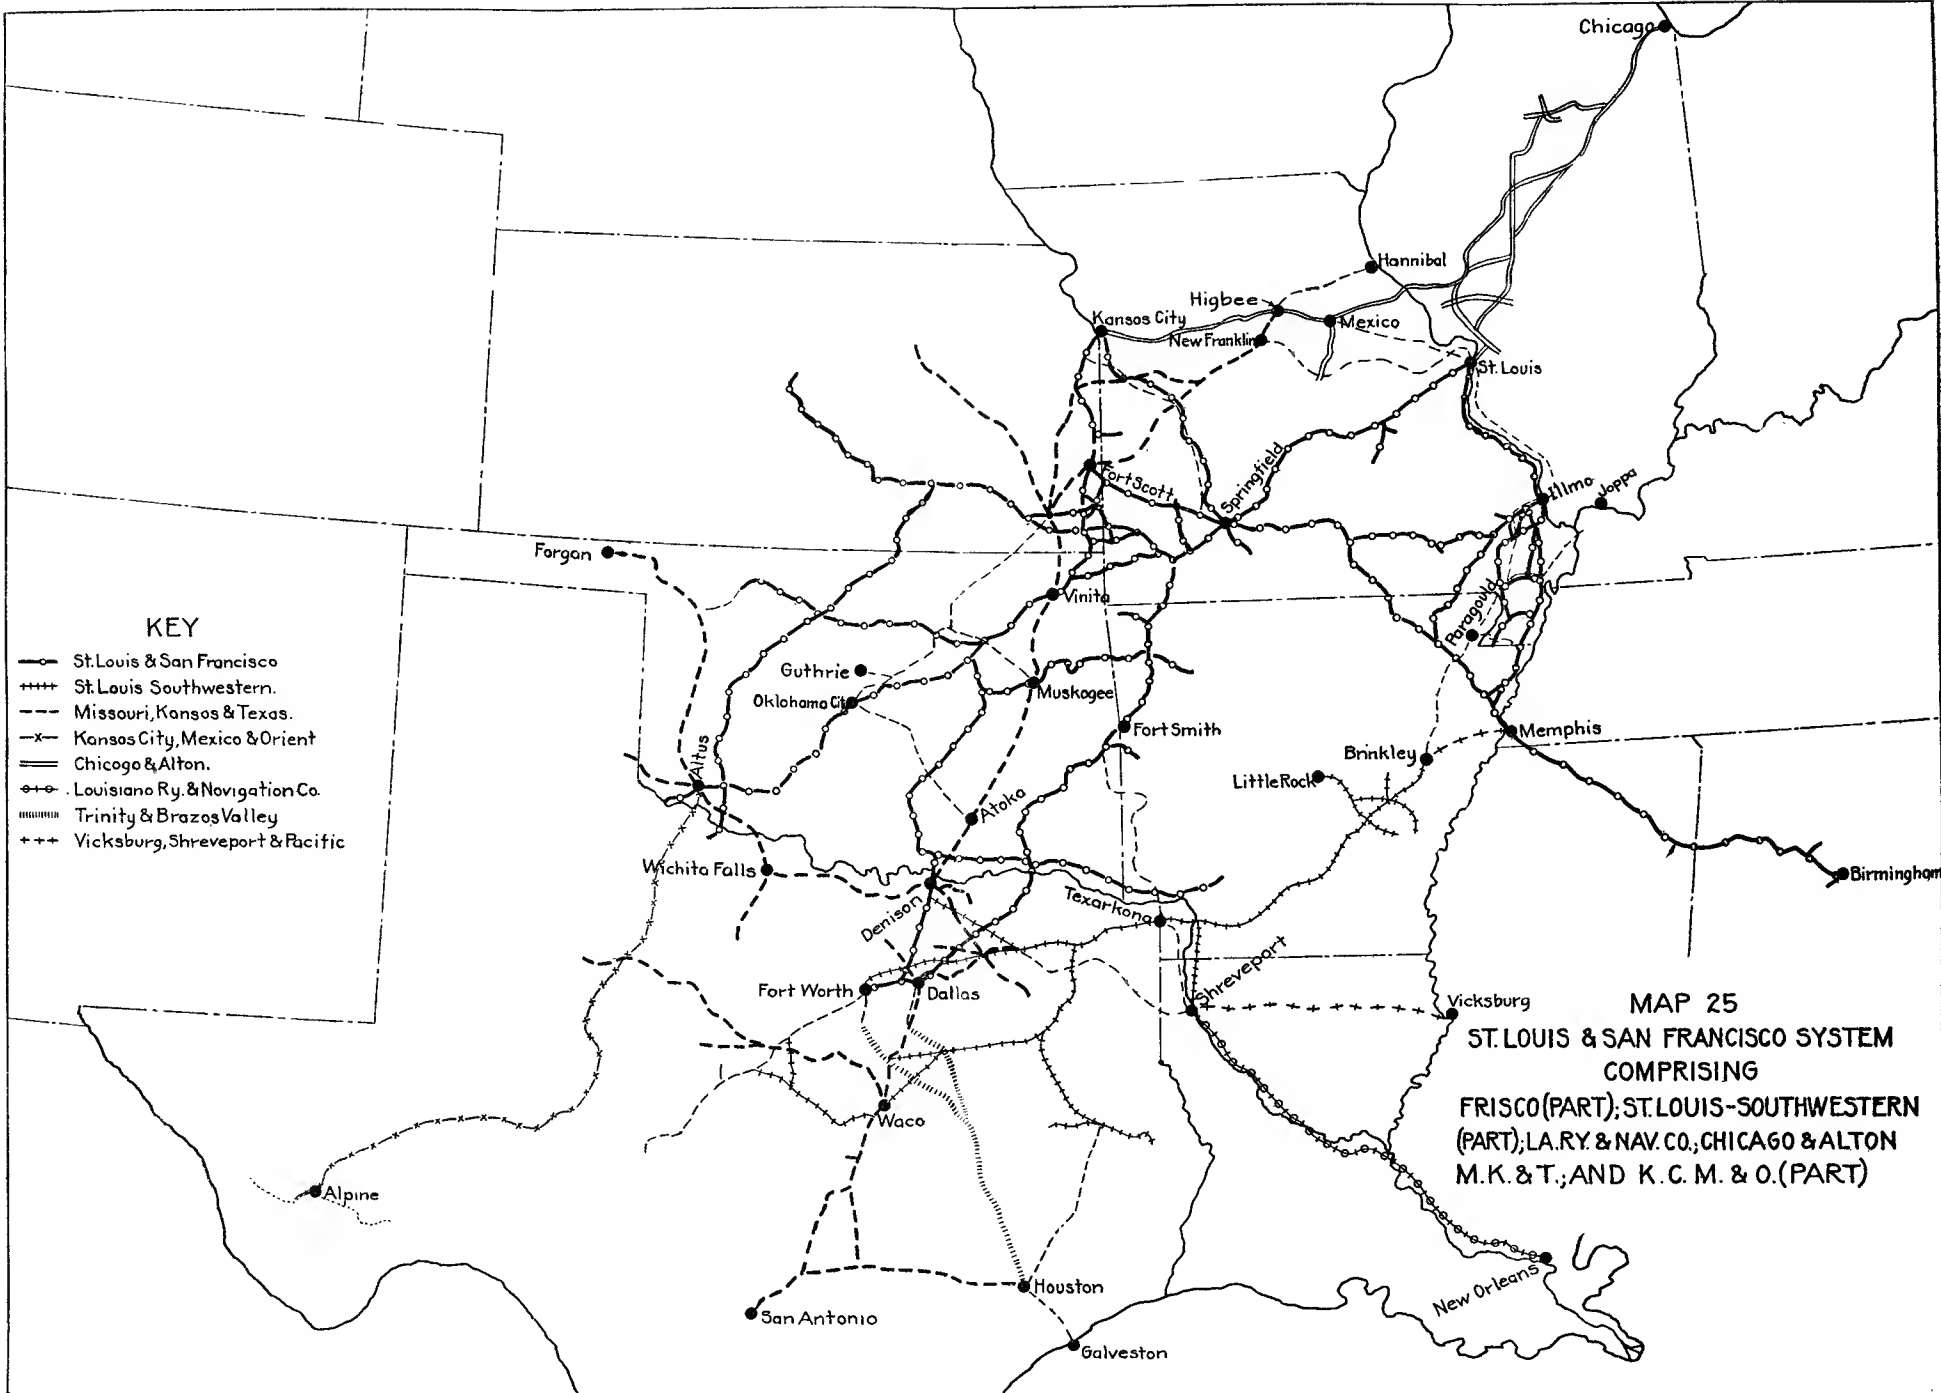 Chicago
Hannibal
Higbee
Kansas City
Mexico
New Franklin
St. Louis
Fort Scott
Springfield
Illmo
Joppa
Forgan
Vinita
Paragould
KEY
St. Louis & San Francisco
St. Louis Southwestern.
Missouri, Kansas & Texas.
Kansas City, Mexico & Orient
Chicago & Alton.
Louisiana Ry. & Navigation Co.
Trinity & Brazos Valley
Vicksburg, Shreveport & Pacific
Guthrie
Oklahoma City
Muskogee
Fort Smith
Memphis
Brinkley
Little Rock
Altus
Atoka
Wichita Falls
Birmingham
Denison
Texarkana
Fort Worth
Dallas
Shreveport
Vicksburg
MAP 25
ST. LOUIS & SAN FRANCISCO SYSTEM
COMPRISING
FRISCO (PART); ST. LOUIS-SOUTHWESTERN
(PART); LA. RY. & NAV. CO.; CHICAGO & ALTON
M. K. & T.; AND K. C. M. & O. (PART)
Waco
Alpine
Houston
San Antonio
New Orleans
Galveston